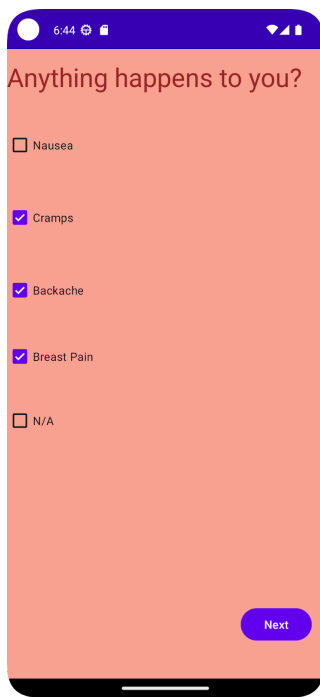 6:44
Anything happens to you?
Nausea
Cramps
Backache
Breast Pain
N/A
Next